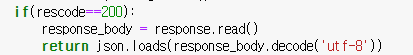 if(rescode==200):
    response_body = response.read()
    return json.loads(response_body.decode('utf-8'))